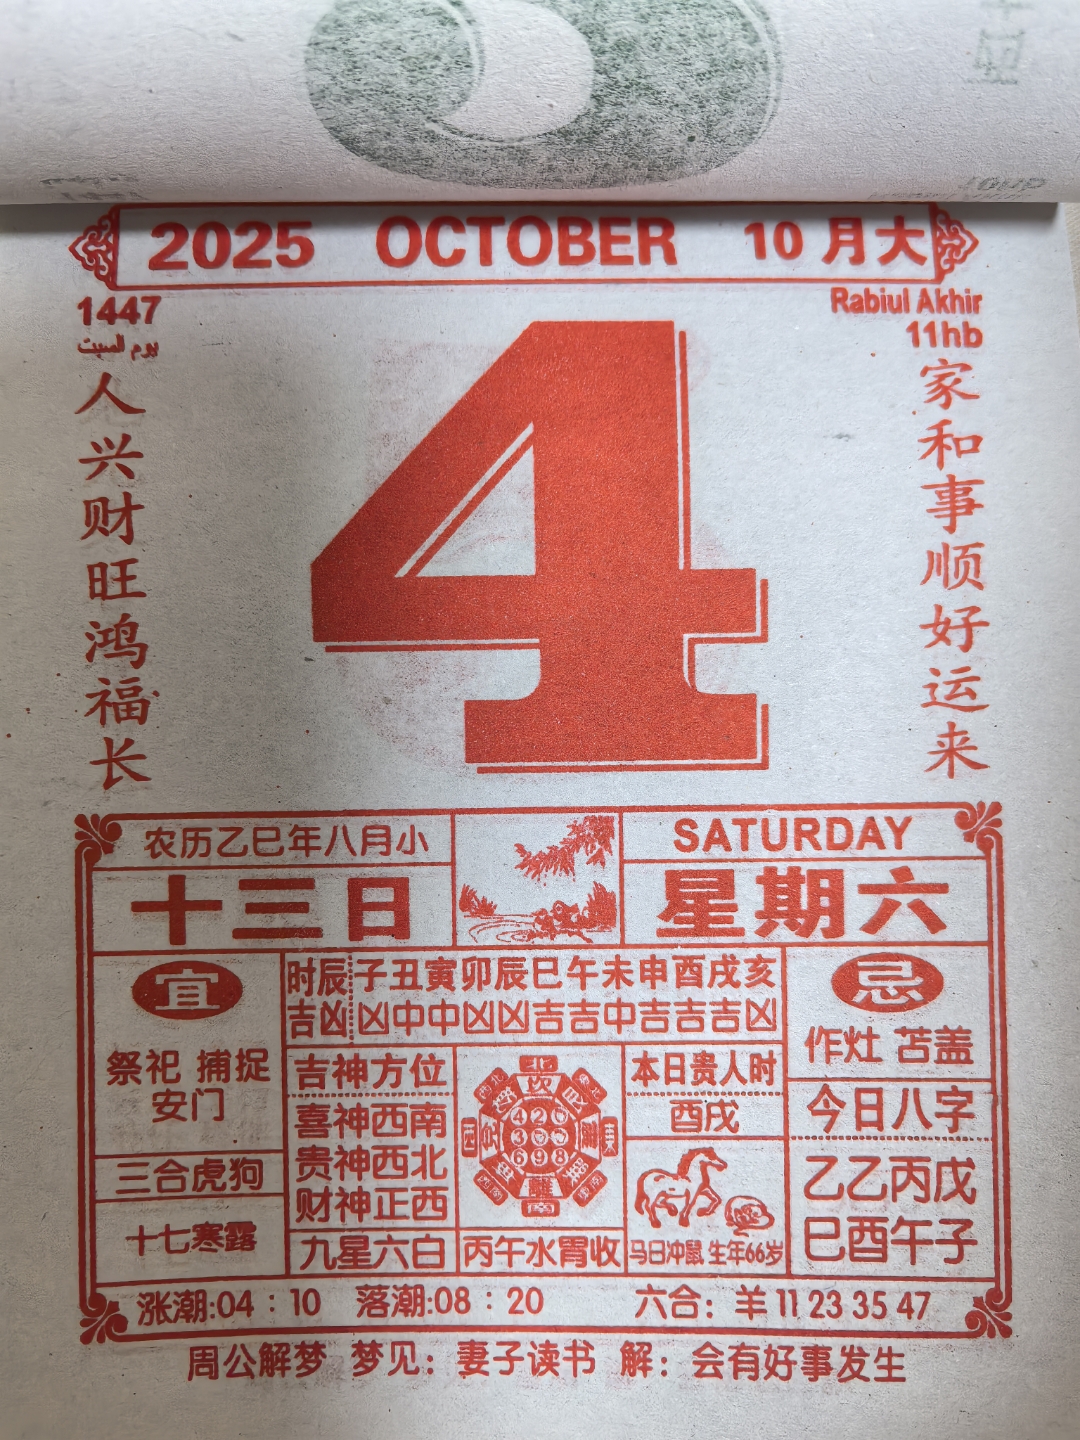 2025 OCTOBER 10月大
1447
يوم السبت
Rabiul Akhir
11hb
人兴财旺鸿福长
4
家和事顺好运来
农历乙巳年八月小
十三日
SATURDAY
星期六
宜
祭祀 捕捉
安门
三合虎狗
十七寒露
时辰 子丑寅卯辰巳午未申酉戌亥
吉凶 凶中中凶凶吉吉中吉吉吉凶
吉神方位
喜神西南
贵神西北
财神正西
九星六白
北
坎
南
丙午水胃收
本日贵人时
酉戌
马日冲鼠 生年66岁
忌
作灶 苫盖
今日八字
乙乙丙戊
巳酉午子
涨潮:04:10 落潮:08:20 六合: 羊 11 23 35 47
周公解梦 梦见: 妻子读书 解: 会有好事发生